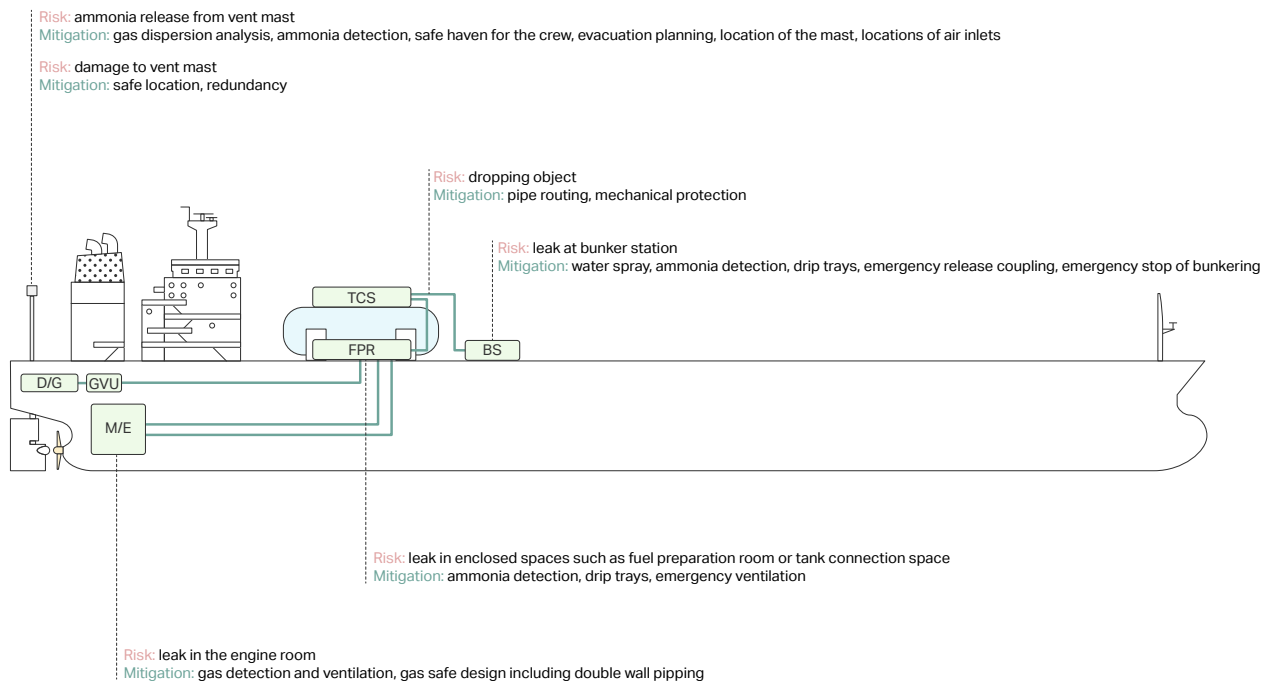 Risk: ammonia release from vent mast
Mitigation: gas dispersion analysis, ammonia detection, safe haven for the crew, evacuation planning, location of the mast, locations of air inlets
Risk: damage to vent mast
Mitigation: safe location, redundancy
Risk: dropping object
Mitigation: pipe routing, mechanical protection
Risk: leak at bunker station
Mitigation: water spray, ammonia detection, drip trays, emergency release coupling, emergency stop of bunkering
TCS
FPR
BS
D/G
GVU
M/E
Risk: leak in enclosed spaces such as fuel preparation room or tank connection space
Mitigation: ammonia detection, drip trays, emergency ventilation
Risk: leak in the engine room
Mitigation: gas detection and ventilation, gas safe design including double wall pipping